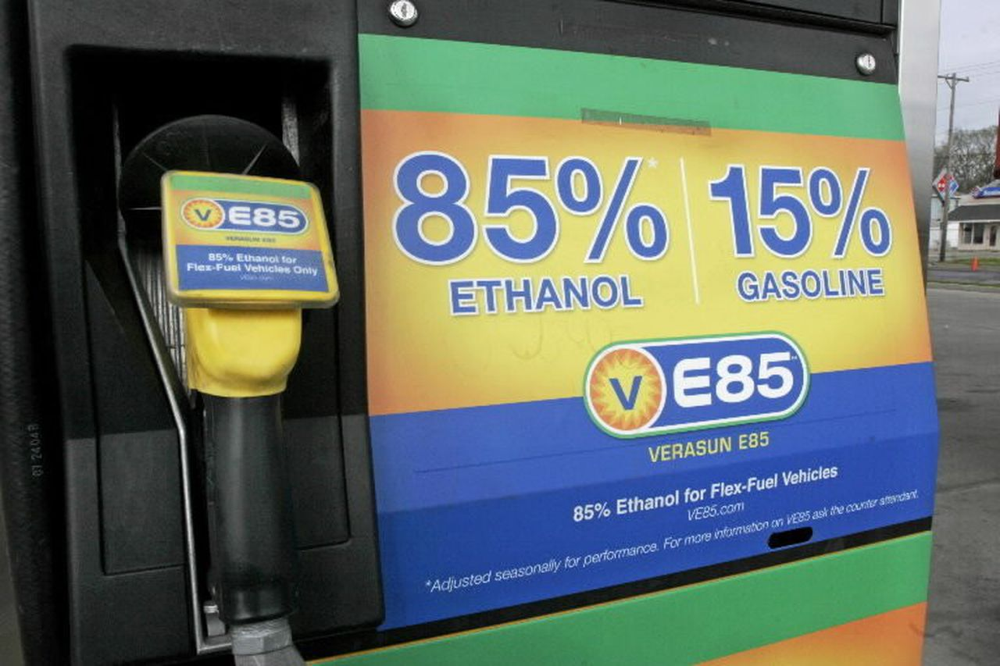 V E85
VERASUN E85
85% Ethanol for
Flex-Fuel Vehicles Only
VE85.com
85%* 15%
ETHANOL GASOLINE
V E85™
VERASUN E85
85% Ethanol for Flex-Fuel Vehicles
VE85.com
*Adjusted seasonally for performance. For more information on VE85 ask the counter attendant.